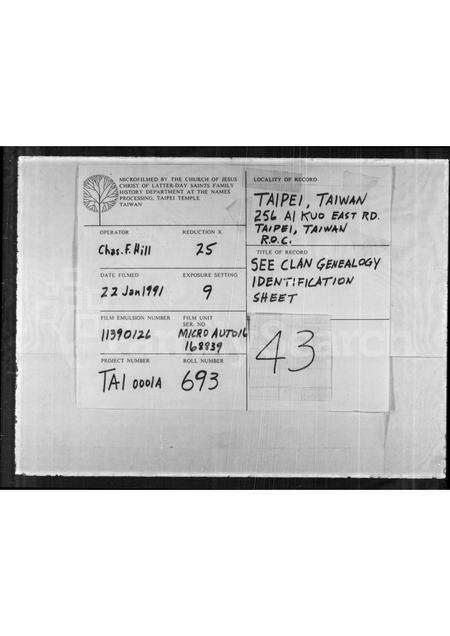 MICROFILMED BY THE CHURCH OF JESUS
CHRIST OF LATTER-DAY SAINTS FAMILY
HISTORY DEPARTMENT AT THE NAMES
PROCESSING, TAIPEI TEMPLE
TAIWAN
OPERATOR REDUCTION X
Chas. F. Hill 25
DATE FILMED EXPOSURE SETTING
22 Jan 1991 9
FILM EMULSION NUMBER FILM UNIT
SER. NO
11390126 MICRO AUTO 16
168839
PROJECT NUMBER ROLL NUMBER
TAI 0001A 693
LOCALITY OF RECORD
TAIPEI, TAIWAN
256 AI KUO EAST RD.
TAIPEI, TAIWAN
R.O.C.
TITLE OF RECORD
SEE CLAN GENEALOGY
IDENTIFICATION
SHEET
43